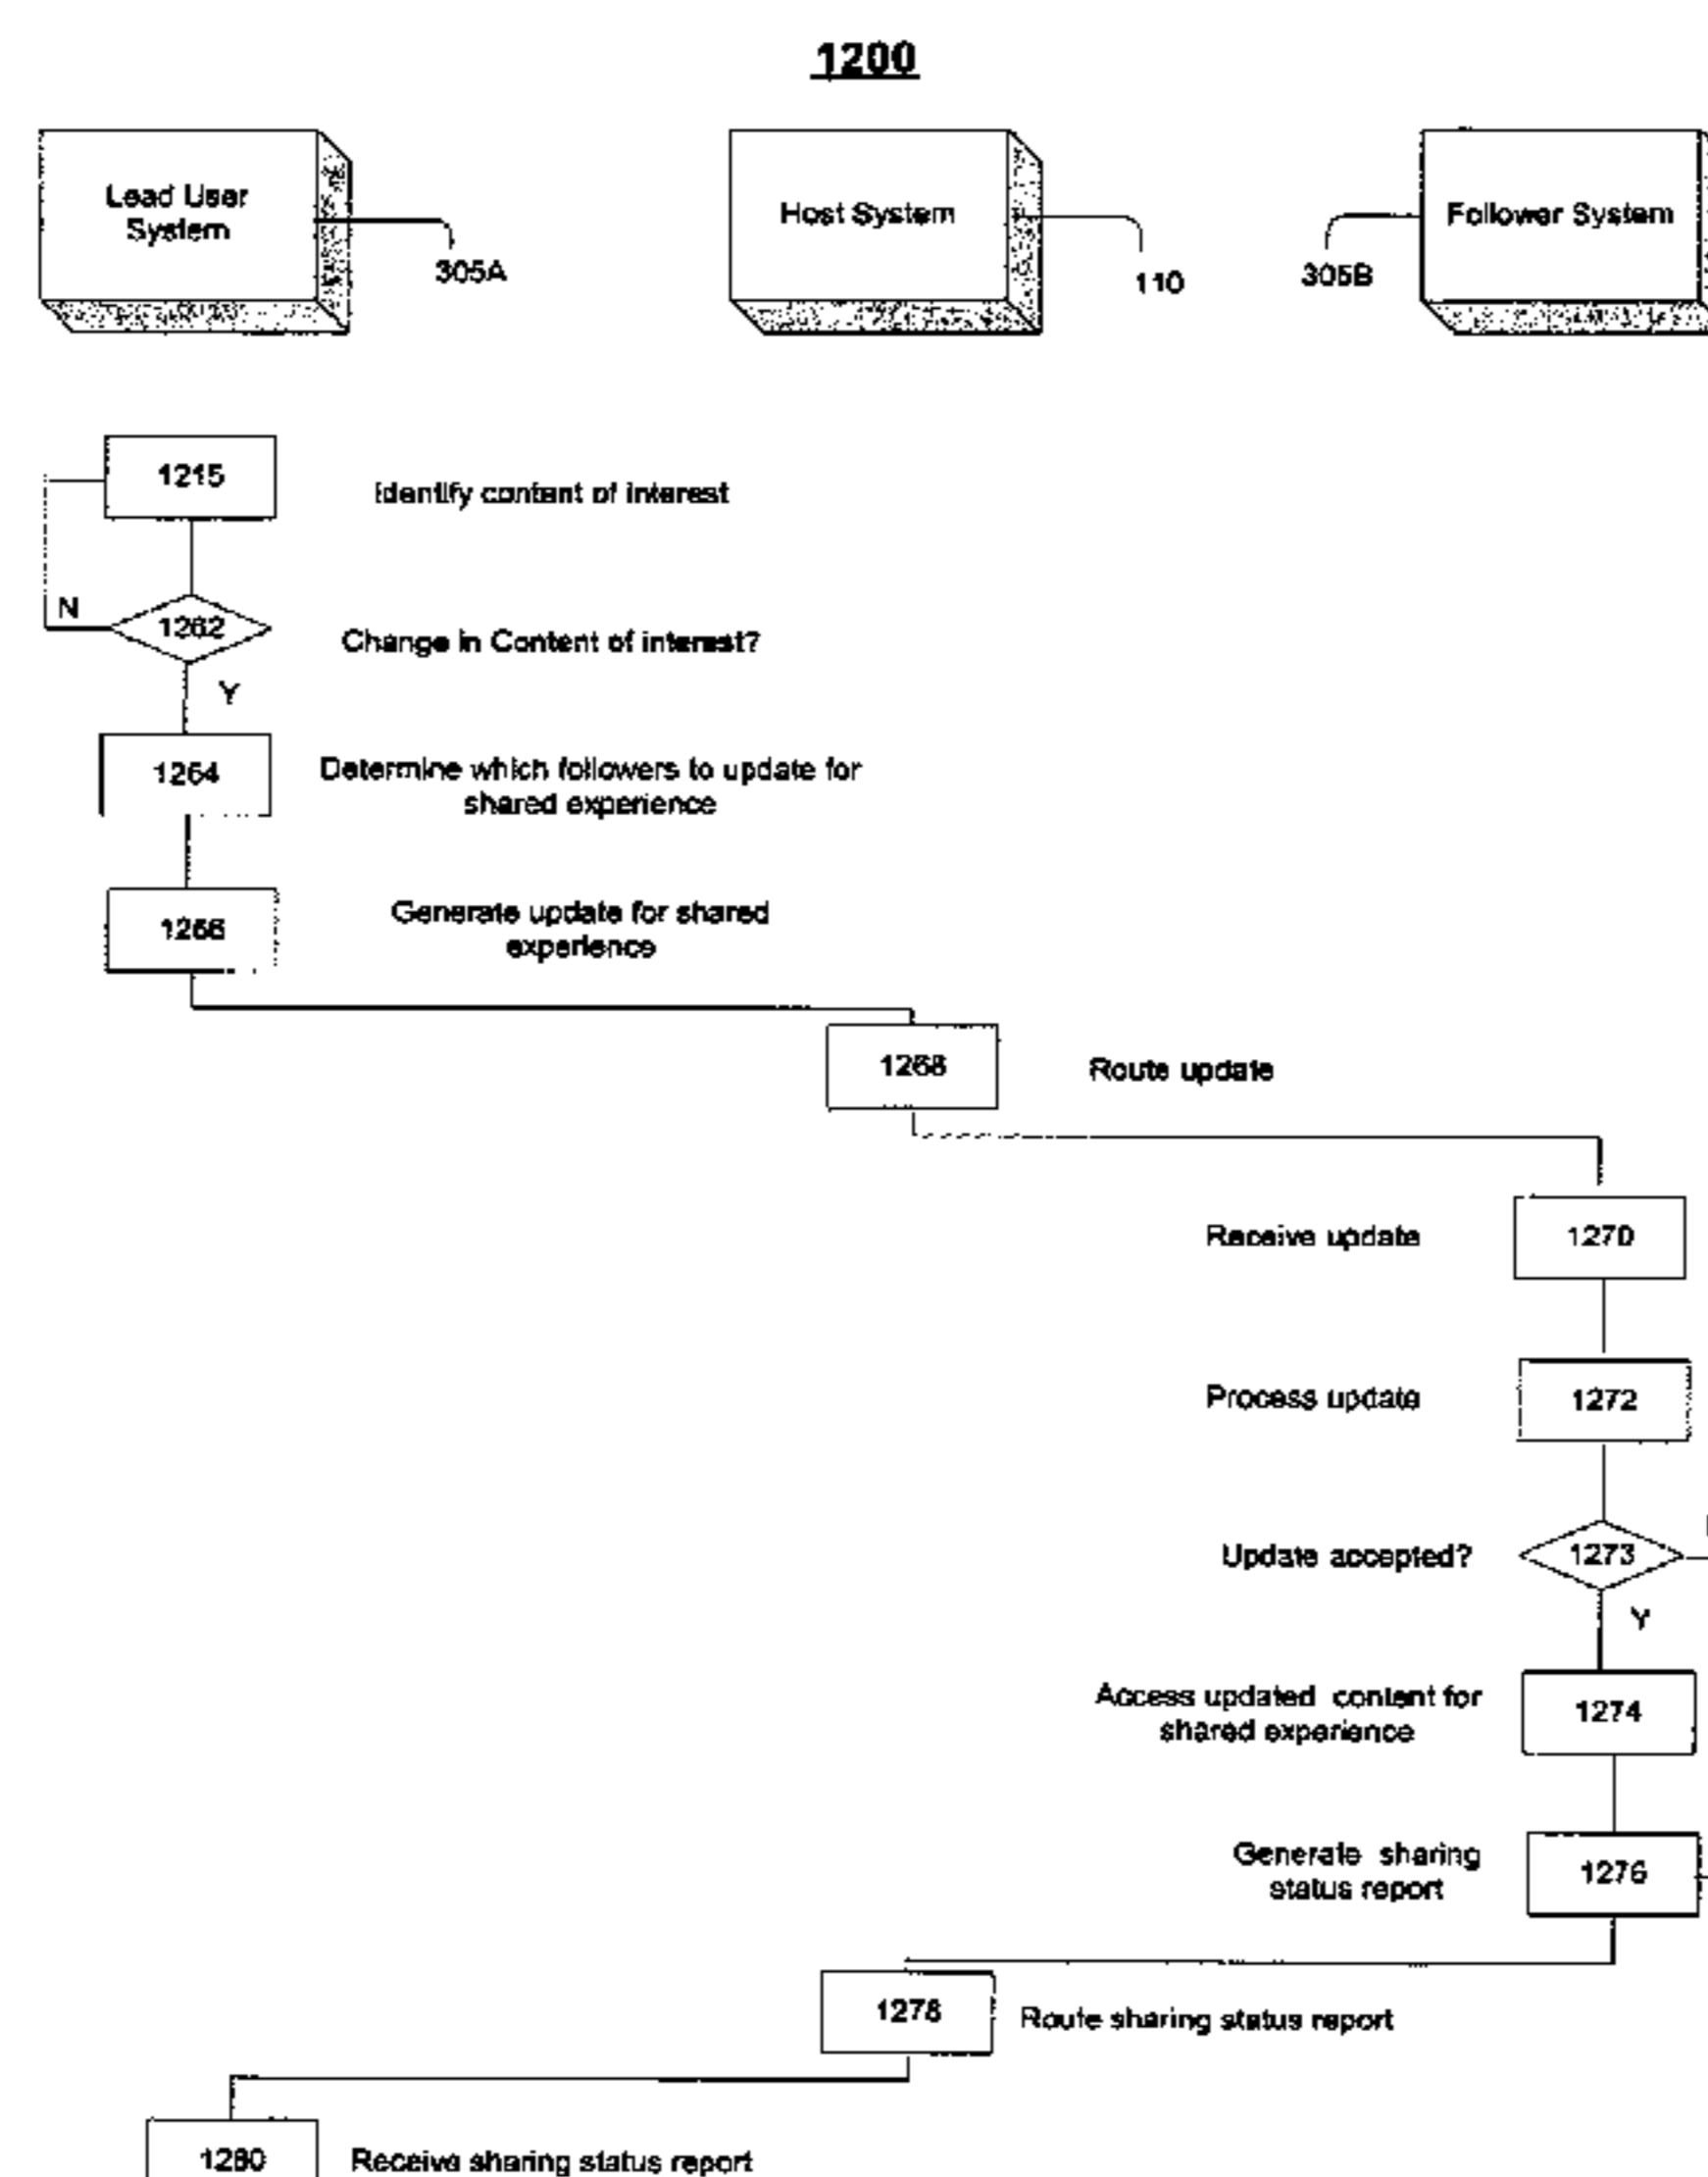 1200
Lead User
System
305A
Host System
110
305B
Follower System
1215
Identify content of interest
N
1262
Change in Content of interest?
Y
1264
Determine which followers to update for
shared experience
1266
Generate update for shared
experience
1268
Route update
Receive update
1270
Process update
1272
Update accepted?
1273
Y
Access updated content for
shared experience
1274
Generate sharing
status report
1276
1278
Route sharing status report
1280
Receive sharing status report